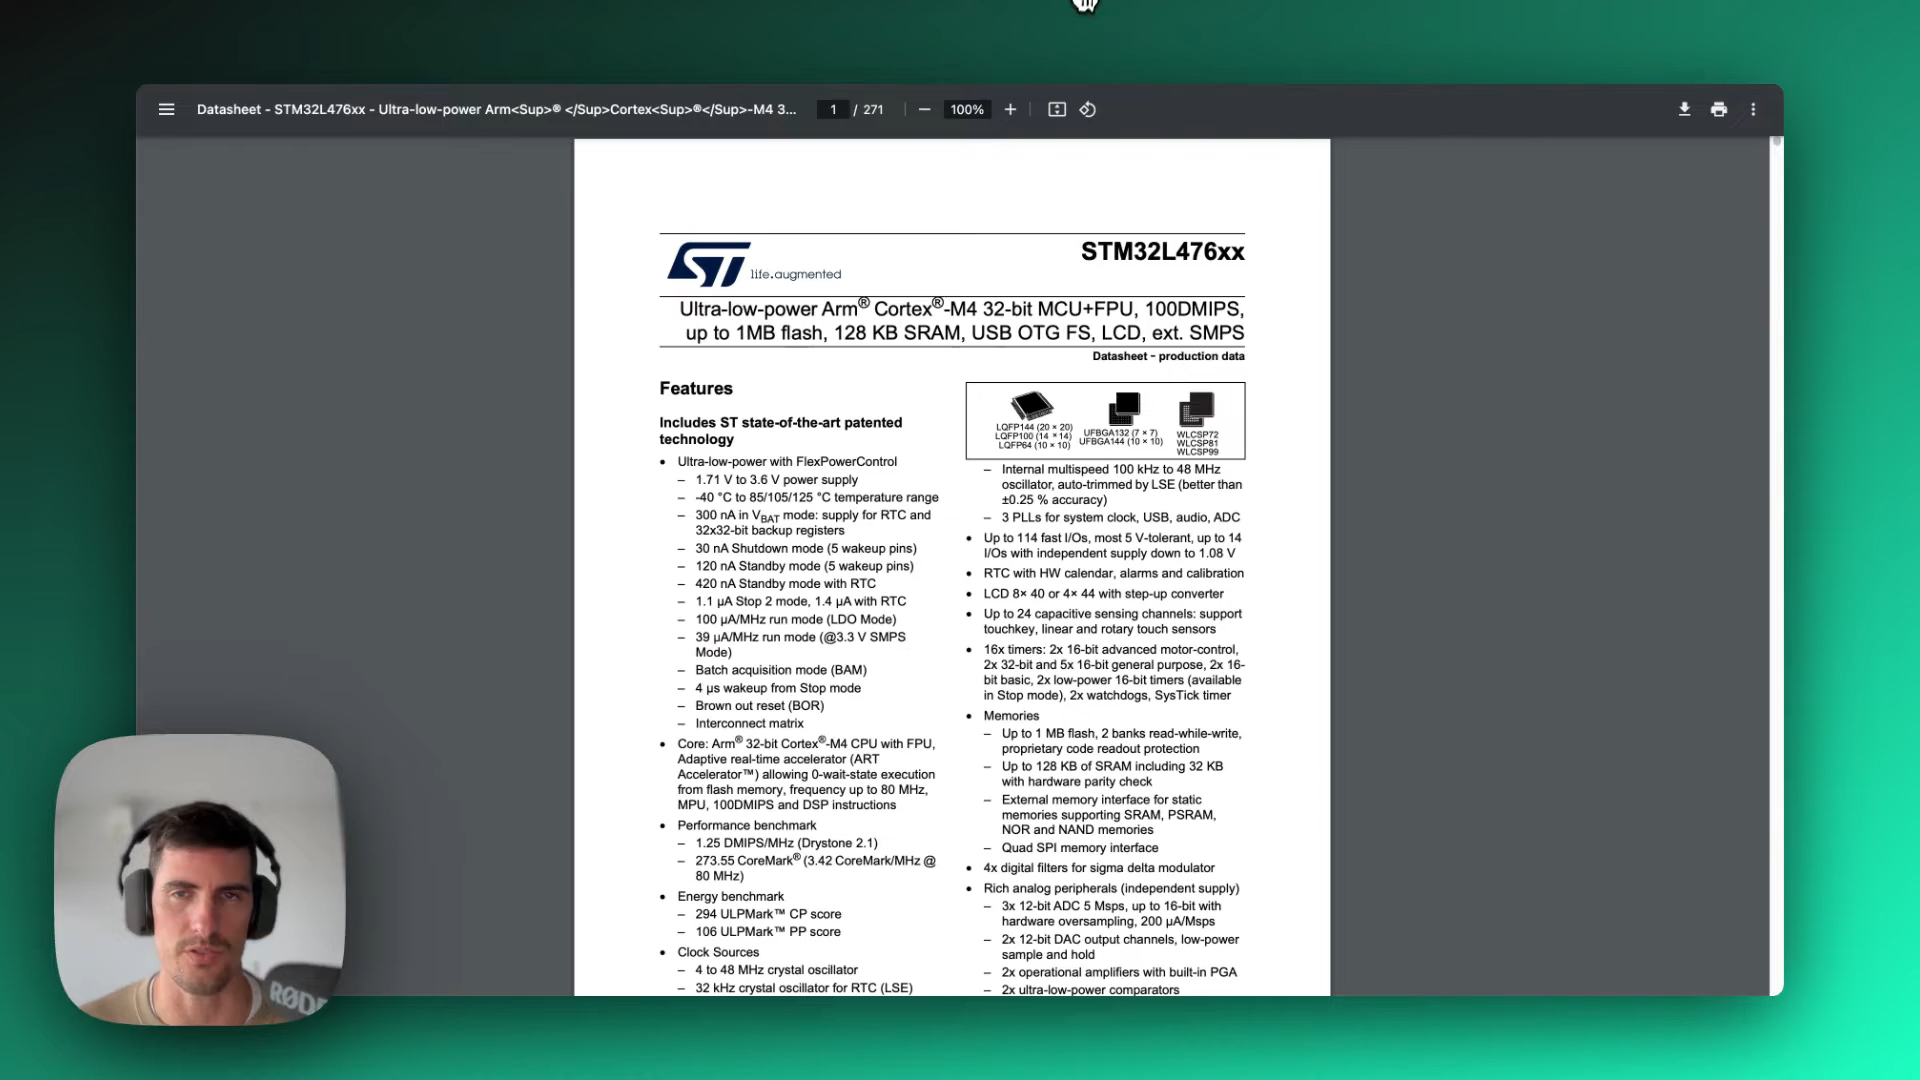 Datasheet - STM32L476xx - Ultra-low-power Arm<Sup>® </Sup>Cortex<Sup>®</Sup>-M4 3...
1 / 271
100%
ST life.augmented
STM32L476xx
Ultra-low-power Arm® Cortex®-M4 32-bit MCU+FPU, 100DMIPS,
up to 1MB flash, 128 KB SRAM, USB OTG FS, LCD, ext. SMPS
Datasheet - production data
Features
Includes ST state-of-the-art patented
technology
• Ultra-low-power with FlexPowerControl
– 1.71 V to 3.6 V power supply
– -40 °C to 85/105/125 °C temperature range
– 300 nA in VBAT mode: supply for RTC and
32x32-bit backup registers
– 30 nA Shutdown mode (5 wakeup pins)
– 120 nA Standby mode (5 wakeup pins)
– 420 nA Standby mode with RTC
– 1.1 µA Stop 2 mode, 1.4 µA with RTC
– 100 µA/MHz run mode (LDO Mode)
– 39 µA/MHz run mode (@3.3 V SMPS
Mode)
– Batch acquisition mode (BAM)
– 4 µs wakeup from Stop mode
– Brown out reset (BOR)
– Interconnect matrix
• Core: Arm® 32-bit Cortex®-M4 CPU with FPU,
Adaptive real-time accelerator (ART
Accelerator™) allowing 0-wait-state execution
from flash memory, frequency up to 80 MHz,
MPU, 100DMIPS and DSP instructions
• Performance benchmark
– 1.25 DMIPS/MHz (Drystone 2.1)
– 273.55 CoreMark® (3.42 CoreMark/MHz @
80 MHz)
• Energy benchmark
– 294 ULPMark™ CP score
– 106 ULPMark™ PP score
• Clock Sources
– 4 to 48 MHz crystal oscillator
– 32 kHz crystal oscillator for RTC (LSE)
LQFP144 (20 × 20)
LQFP100 (14 × 14)
LQFP64 (10 × 10)
UFBGA132 (7 × 7)
UFBGA144 (10 × 10)
WLCSP72
WLCSP81
WLCSP99
– Internal multispeed 100 kHz to 48 MHz
oscillator, auto-trimmed by LSE (better than
±0.25 % accuracy)
– 3 PLLs for system clock, USB, audio, ADC
• Up to 114 fast I/Os, most 5 V-tolerant, up to 14
I/Os with independent supply down to 1.08 V
• RTC with HW calendar, alarms and calibration
• LCD 8× 40 or 4× 44 with step-up converter
• Up to 24 capacitive sensing channels: support
touchkey, linear and rotary touch sensors
• 16x timers: 2x 16-bit advanced motor-control,
2x 32-bit and 5x 16-bit general purpose, 2x 16-
bit basic, 2x low-power 16-bit timers (available
in Stop mode), 2x watchdogs, SysTick timer
• Memories
– Up to 1 MB flash, 2 banks read-while-write,
proprietary code readout protection
– Up to 128 KB of SRAM including 32 KB
with hardware parity check
– External memory interface for static
memories supporting SRAM, PSRAM,
NOR and NAND memories
– Quad SPI memory interface
• 4x digital filters for sigma delta modulator
• Rich analog peripherals (independent supply)
– 3x 12-bit ADC 5 Msps, up to 16-bit with
hardware oversampling, 200 µA/Msps
– 2x 12-bit DAC output channels, low-power
sample and hold
– 2x operational amplifiers with built-in PGA
– 2x ultra-low-power comparators
RØDE